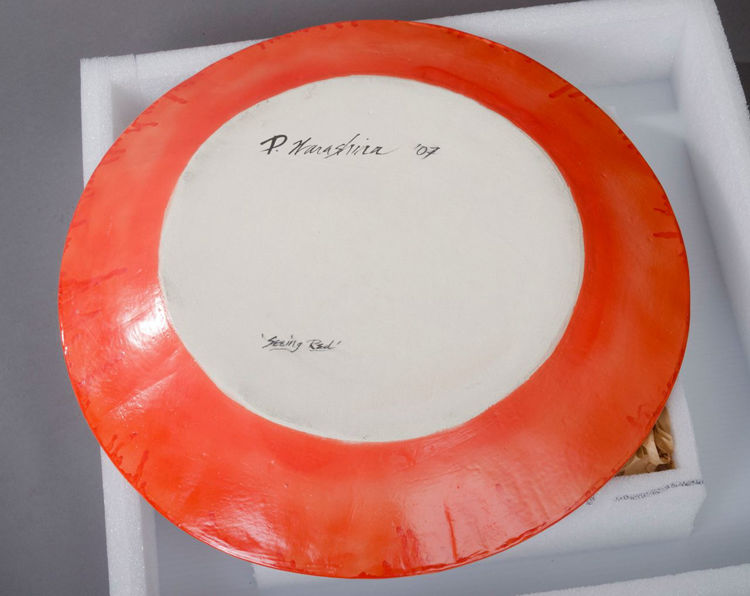 P. Warashina '07
'Seeing Red'